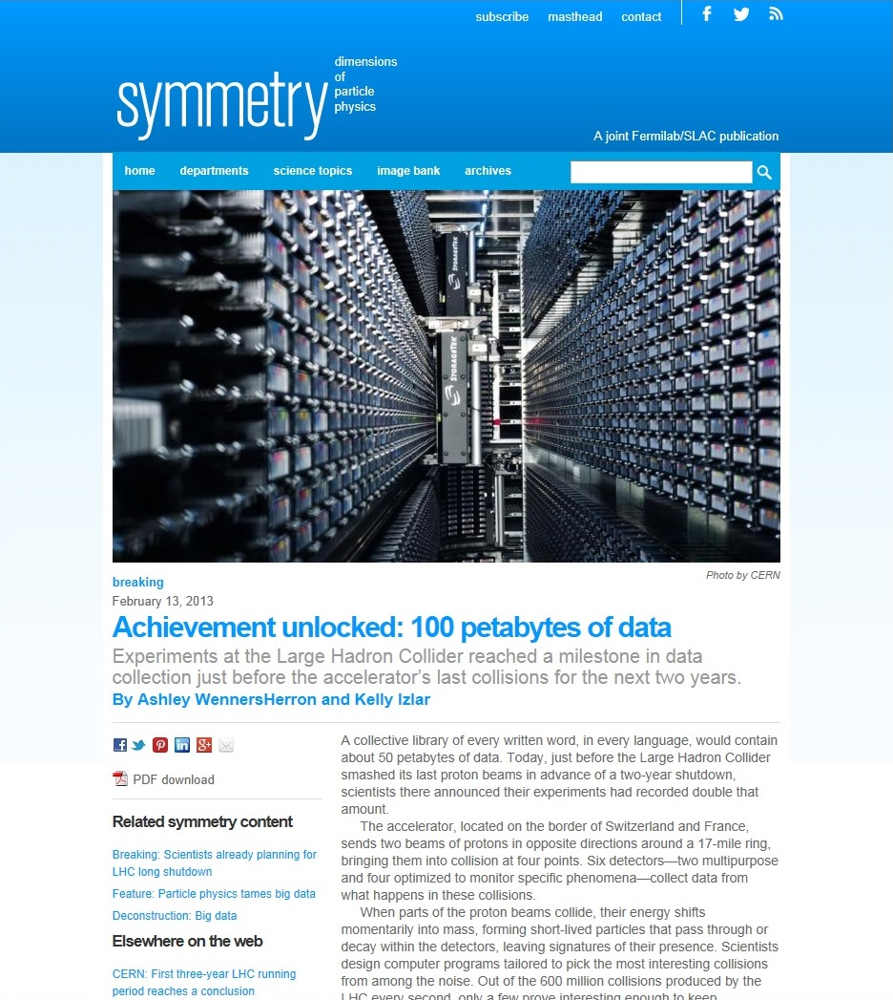 subscribe masthead contact
symmetry
dimensions
of
particle
physics
A joint Fermilab/SLAC publication
home departments science topics image bank archives
STORAGETEK
STORAGETEK
Photo by CERN
breaking
February 13, 2013
Achievement unlocked: 100 petabytes of data
Experiments at the Large Hadron Collider reached a milestone in data
collection just before the accelerator's last collisions for the next two years.
By Ashley WennersHerron and Kelly Izlar
PDF download
Related symmetry content
Breaking: Scientists already planning for
LHC long shutdown
Feature: Particle physics tames big data
Deconstruction: Big data
Elsewhere on the web
CERN: First three-year LHC running
period reaches a conclusion
A collective library of every written word, in every language, would contain
about 50 petabytes of data. Today, just before the Large Hadron Collider
smashed its last proton beams in advance of a two-year shutdown,
scientists there announced their experiments had recorded double that
amount.
The accelerator, located on the border of Switzerland and France,
sends two beams of protons in opposite directions around a 17-mile ring,
bringing them into collision at four points. Six detectors—two multipurpose
and four optimized to monitor specific phenomena—collect data from
what happens in these collisions.
When parts of the proton beams collide, their energy shifts
momentarily into mass, forming short-lived particles that pass through or
decay within the detectors, leaving signatures of their presence. Scientists
design computer programs tailored to pick the most interesting collisions
from among the noise. Out of the 600 million collisions produced by the
LHC every second, only a few prove interesting enough to keep.